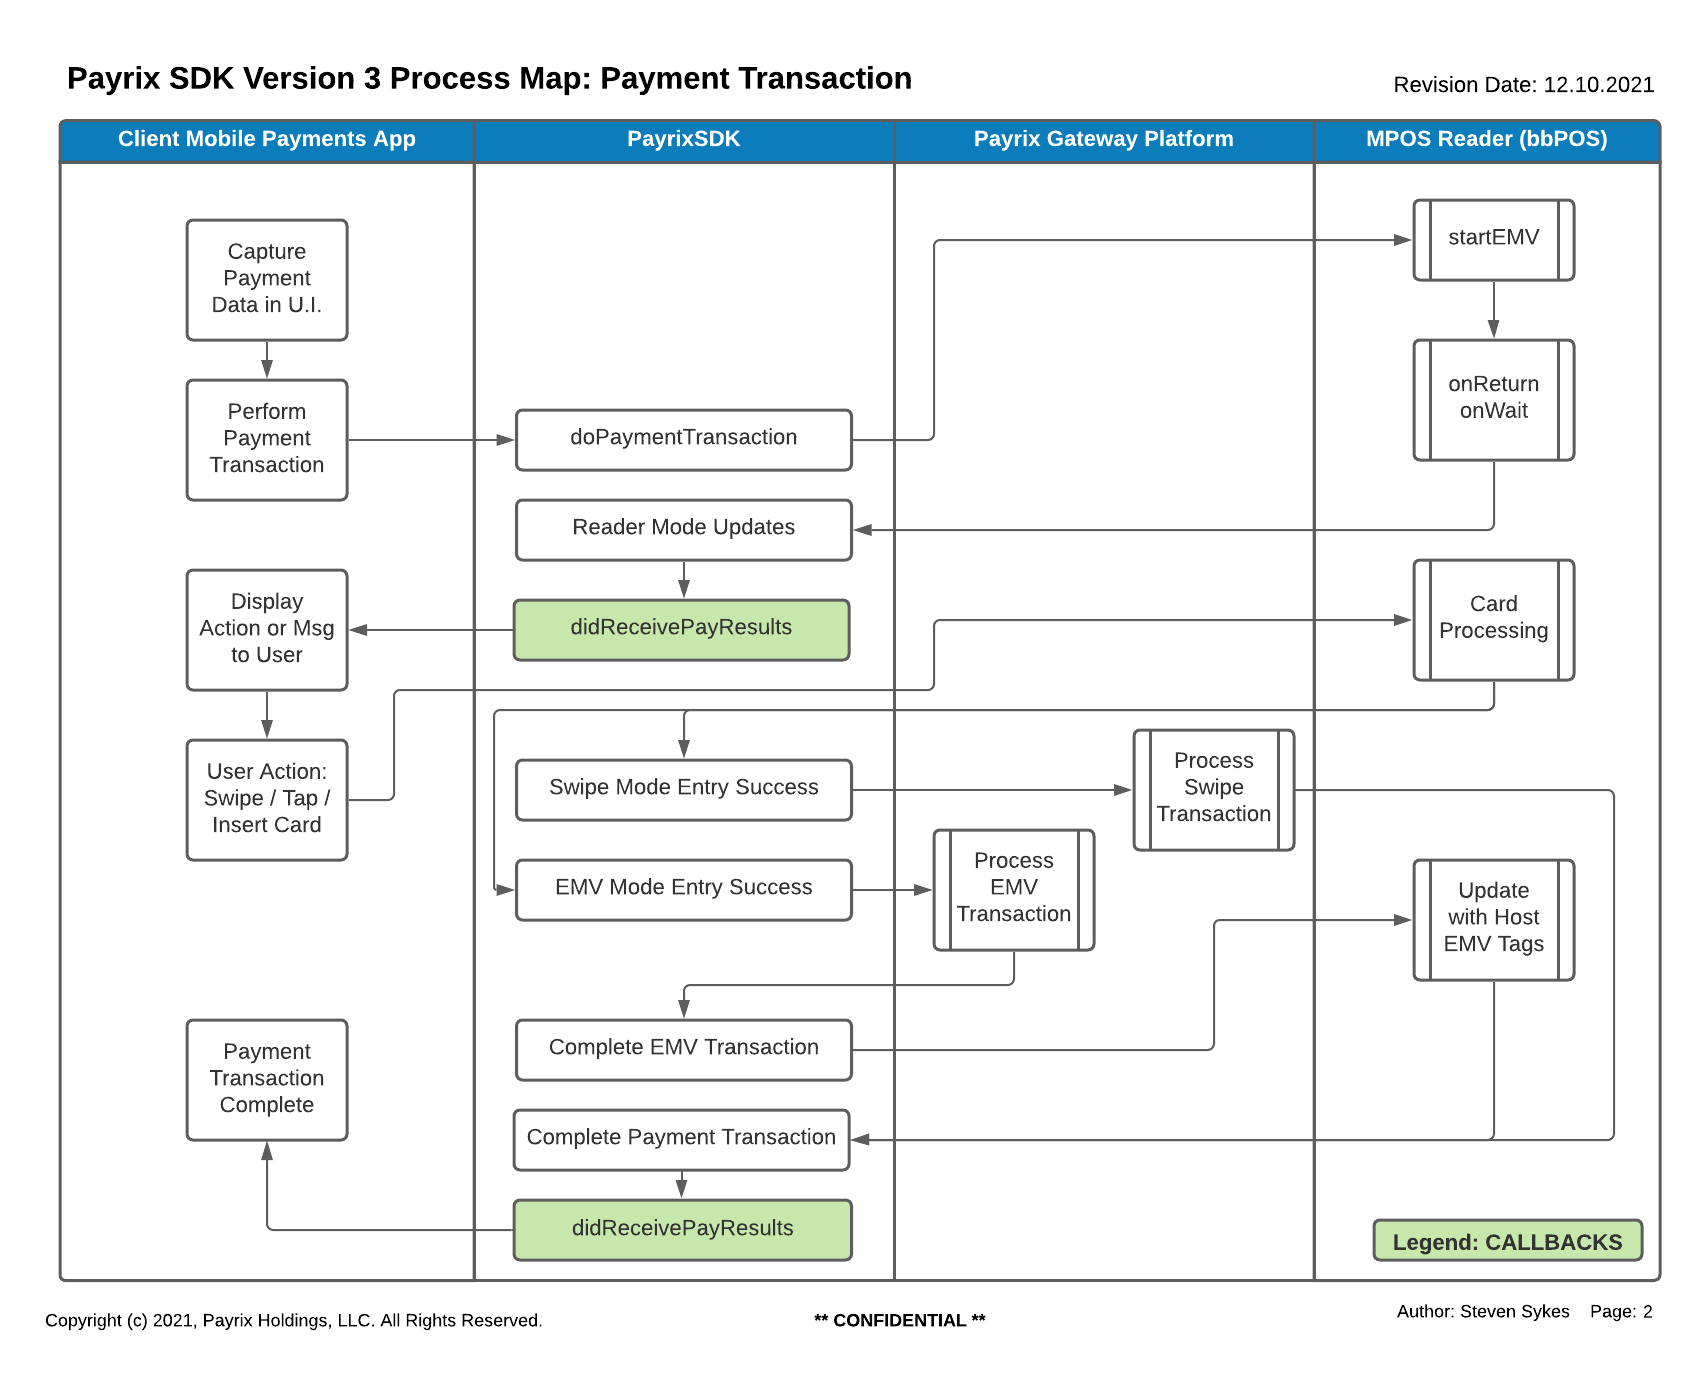 Payrix SDK Version 3 Process Map: Payment Transaction
Revision Date: 12.10.2021
Client Mobile Payments App
PayrixSDK
Payrix Gateway Platform
MPOS Reader (bbPOS)
Capture
Payment
Data in U.I.
Perform
Payment
Transaction
Display
Action or Msg
to User
User Action:
Swipe / Tap /
Insert Card
Payment
Transaction
Complete
doPaymentTransaction
Reader Mode Updates
didReceivePayResults
Swipe Mode Entry Success
EMV Mode Entry Success
Complete EMV Transaction
Complete Payment Transaction
didReceivePayResults
Process
Swipe
Transaction
Process
EMV
Transaction
startEMV
onReturn
onWait
Card
Processing
Update
with Host
EMV Tags
Legend: CALLBACKS
Copyright (c) 2021, Payrix Holdings, LLC. All Rights Reserved.
** CONFIDENTIAL **
Author: Steven Sykes Page: 2